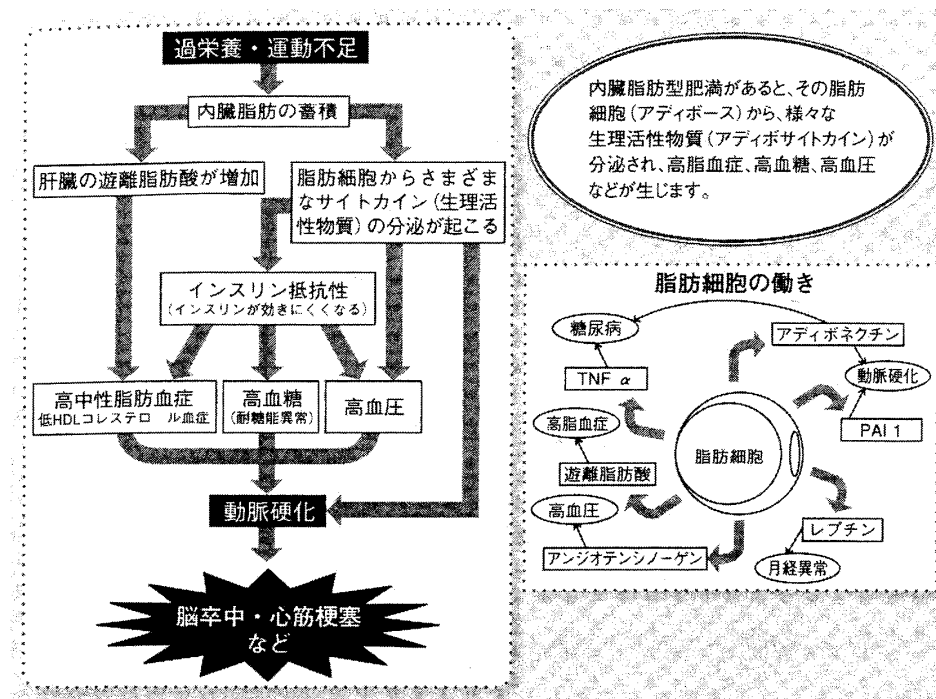 過栄養・運動不足
内臓脂肪の蓄積
肝臓の遊離脂肪酸が増加
脂肪細胞からさまざま
なサイトカイン(生理活
性物質)の分泌が起こる
インスリン抵抗性
(インスリンが効きにくくなる)
高中性脂肪血症
低HDLコレステロール血症
高血糖
(耐糖能異常)
高血圧
動脈硬化
脳卒中・心筋梗塞
など
内臓脂肪型肥満があると、その脂肪
細胞(アディポース)から、様々な
生理活性物質(アディポサイトカイン)が
分泌され、高脂血症、高血糖、高血圧
などが生じます。
脂肪細胞の働き
糖尿病
アディポネクチン
TNF α
動脈硬化
高脂血症
PAI 1
脂肪細胞
遊離脂肪酸
高血圧
レプチン
アンジオテンシノーゲン
月経異常